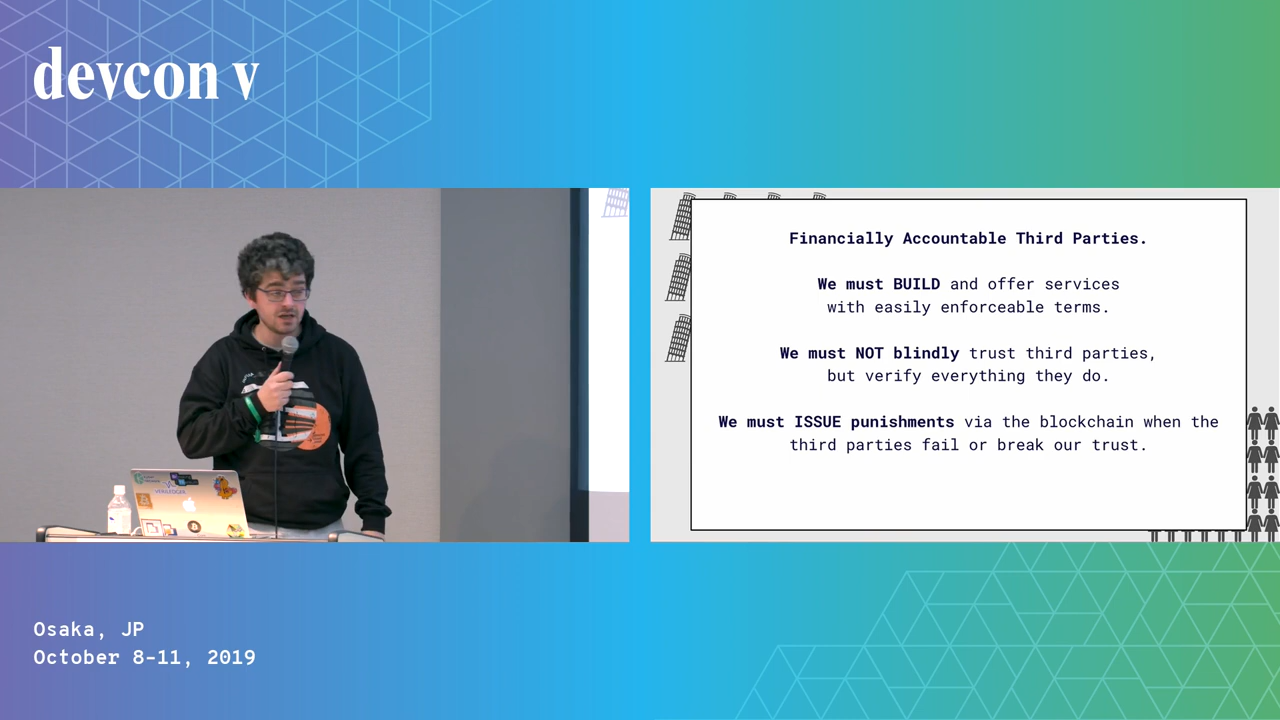 devcon v
Financially Accountable Third Parties.
We must BUILD and offer services
with easily enforceable terms.
We must NOT blindly trust third parties,
but verify everything they do.
We must ISSUE punishments via the blockchain when the
third parties fail or break our trust.
Osaka, JP
October 8-11, 2019